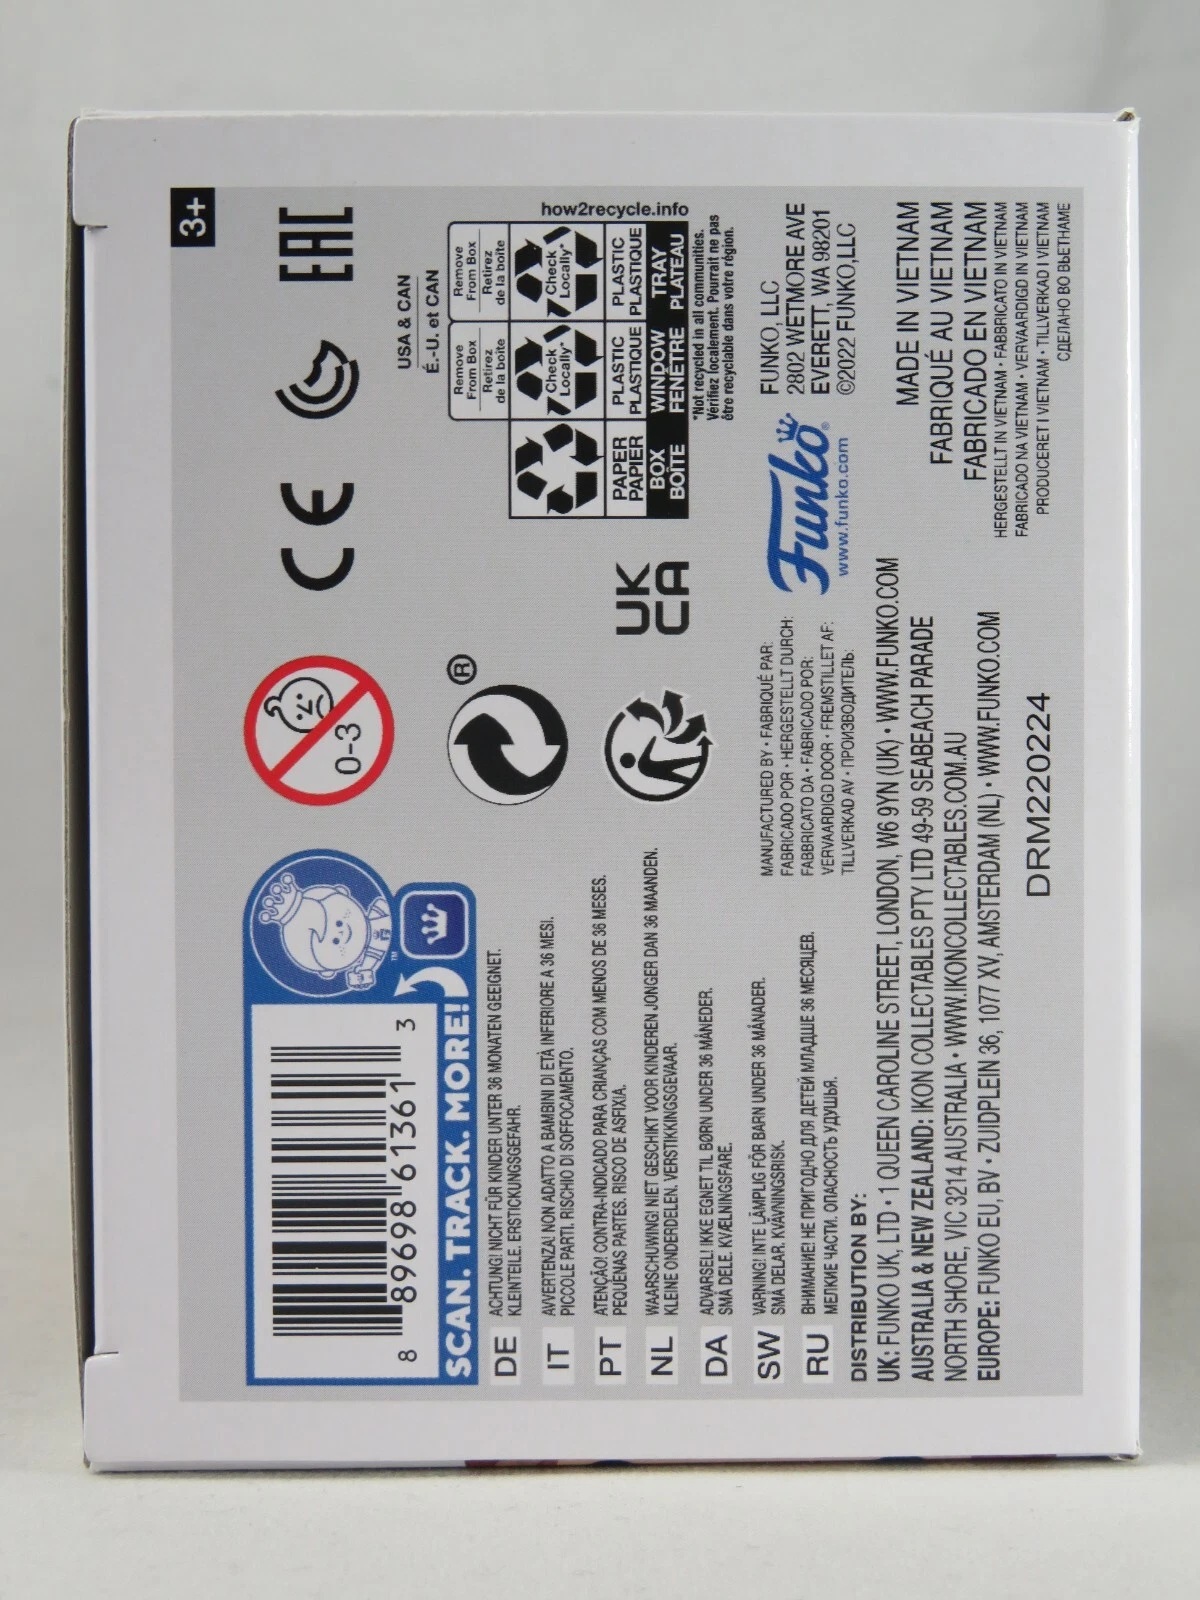 3+
8 89698 61361 3
SCAN. TRACK. MORE!
™
0-3
CE
EAC
®
UK
CA
USA & CAN
É.-U. et CAN
Remove
From Box
Retirez
de la boîte
Remove
From Box
Retirez
de la boîte
Check
Locally*
Check
Locally*
PAPER
PAPIER
PLASTIC
PLASTIQUE
PLASTIC
PLASTIQUE
BOX
BOÎTE
WINDOW
FENÊTRE
TRAY
PLATEAU
how2recycle.info
*Not recycled in all communities.
Vérifiez localement. Pourrait ne pas
être recyclable dans votre région.
DE ACHTUNG! NICHT FÜR KINDER UNTER 36 MONATEN GEEIGNET.
KLEINTEILE. ERSTICKUNGSGEFAHR.
IT AVVERTENZA! NON ADATTO A BAMBINI DI ETÀ INFERIORE A 36 MESI.
PICCOLE PARTI. RISCHIO DI SOFFOCAMENTO.
PT ATENÇÃO! CONTRA-INDICADO PARA CRIANÇAS COM MENOS DE 36 MESES.
PEQUENAS PARTES. RISCO DE ASFIXIA.
NL WAARSCHUWING! NIET GESCHIKT VOOR KINDEREN JONGER DAN 36 MAANDEN.
KLEINE ONDERDELEN. VERSTIKKINGSGEVAAR.
DA ADVARSEL! IKKE EGNET TIL BØRN UNDER 36 MÅNEDER.
SMÅ DELE. KVÆLNINGSFARE.
SW VARNING! INTE LÄMPLIG FÖR BARN UNDER 36 MÅNADER.
SMÅ DELAR. KVÄVNINGSRISK.
RU ВНИМАНИЕ! НЕ ПРИГОДНО ДЛЯ ДЕТЕЙ МЛАДШЕ 36 МЕСЯЦЕВ.
МЕЛКИЕ ЧАСТИ. ОПАСНОСТЬ УДУШЬЯ.
MANUFACTURED BY • FABRIQUÉ PAR:
FABRICADO POR • HERGESTELLT DURCH:
FABBRICATO DA • FABRICADO POR:
VERVAARDIGD DOOR • FREMSTILLET AF:
TILLVERKAD AV • ПРОИЗВОДИТЕЛЬ:
Funko®
www.funko.com
FUNKO, LLC
2802 WETMORE AVE
EVERETT, WA 98201
©2022 FUNKO,LLC
DISTRIBUTION BY:
UK: FUNKO UK, LTD • 1 QUEEN CAROLINE STREET, LONDON, W6 9YN (UK) • WWW.FUNKO.COM
AUSTRALIA & NEW ZEALAND: IKON COLLECTABLES PTY LTD 49-59 SEABEACH PARADE
NORTH SHORE, VIC 3214 AUSTRALIA • WWW.IKONCOLLECTABLES.COM.AU
EUROPE: FUNKO EU, BV • ZUIDPLEIN 36, 1077 XV, AMSTERDAM (NL) • WWW.FUNKO.COM
DRM220224
MADE IN VIETNAM
FABRIQUÉ AU VIETNAM
FABRICADO EN VIETNAM
HERGESTELLT IN VIETNAM • FABBRICATO IN VIETNAM
FABRICADO NA VIETNAM • VERVAARDIGD IN VIETNAM
PRODUCERET I VIETNAM • TILLVERKAD I VIETNAM
СДЕЛАНО ВО ВЬЕТНАМЕ